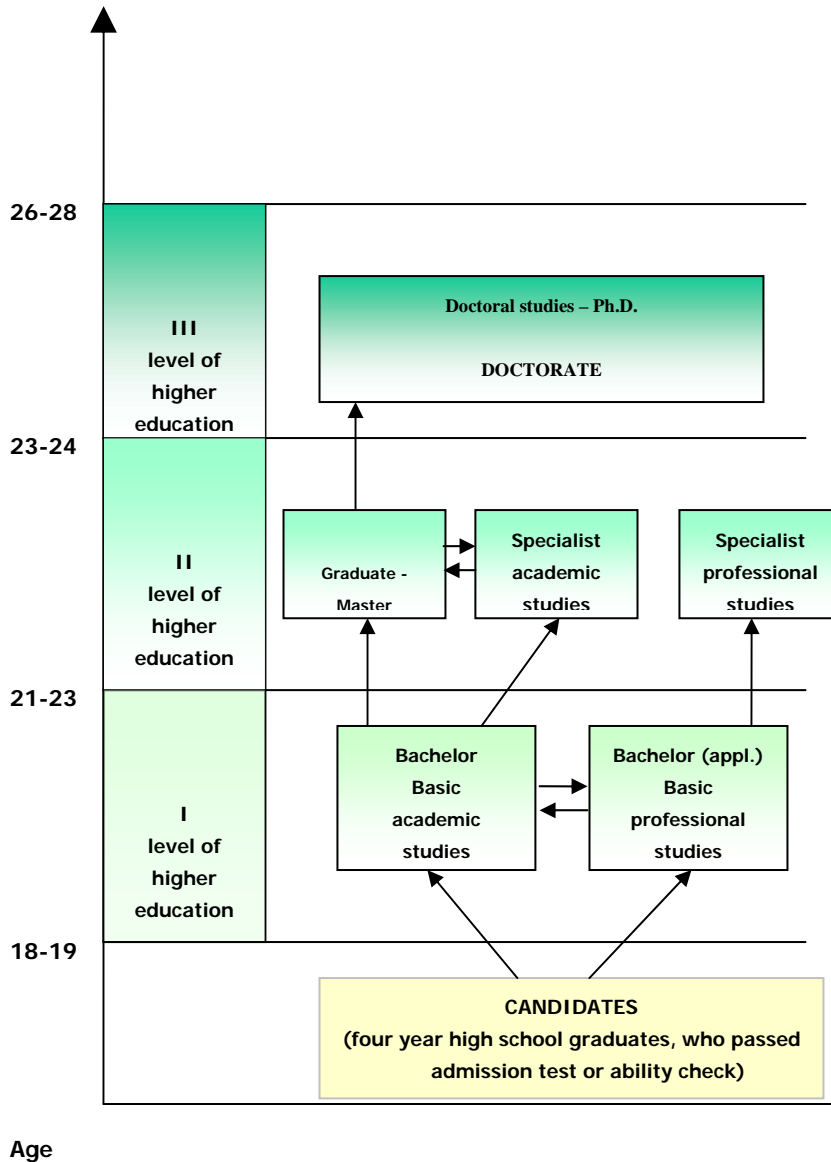 26-28
III
level of
higher
education
Doctoral studies – Ph.D.
DOCTORATE
23-24
II
level of
higher
education
Graduate -
Master
Specialist
academic
studies
Specialist
professional
studies
21-23
I
level of
higher
education
Bachelor
Basic
academic
studies
Bachelor (appl.)
Basic
professional
studies
18-19
CANDIDATES
(four year high school graduates, who passed
admission test or ability check)
Age